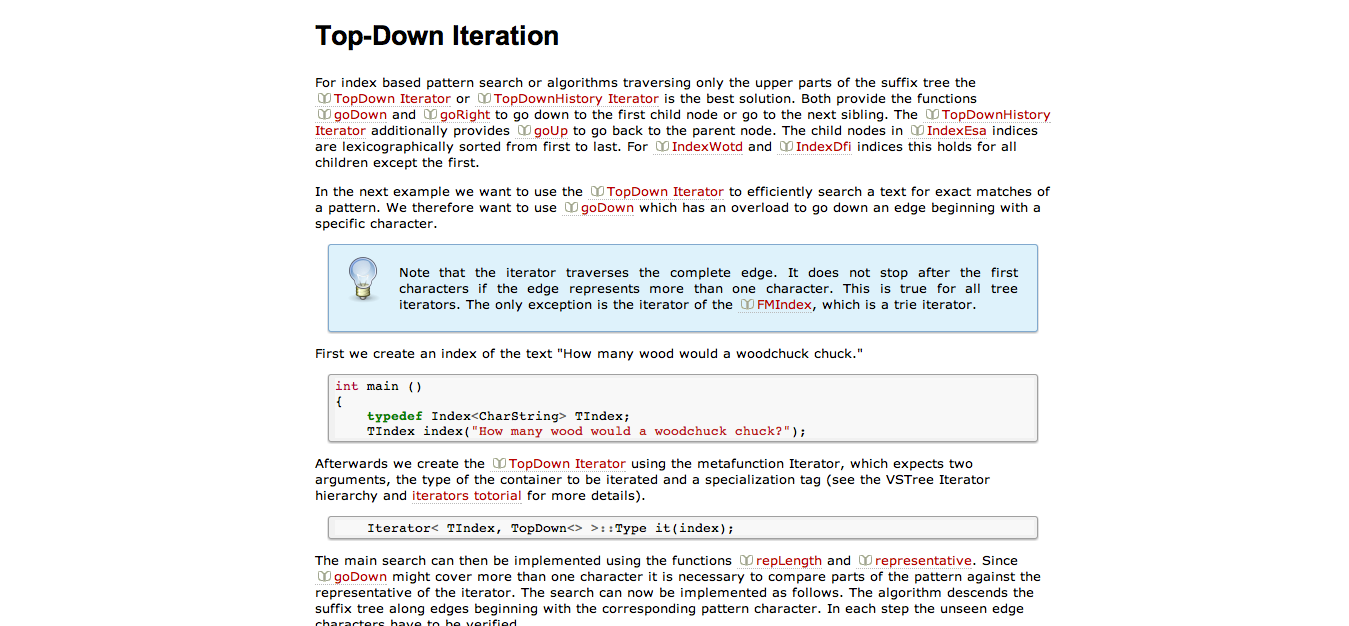 Top-Down Iteration
For index based pattern search or algorithms traversing only the upper parts of the suffix tree the
TopDown Iterator or TopDownHistory Iterator is the best solution. Both provide the functions
goDown and goRight to go down to the first child node or go to the next sibling. The TopDownHistory
Iterator additionally provides goUp to go back to the parent node. The child nodes in IndexEsa indices
are lexicographically sorted from first to last. For IndexWotd and IndexDfi indices this holds for all
children except the first.
In the next example we want to use the TopDown Iterator to efficiently search a text for exact matches of
a pattern. We therefore want to use goDown which has an overload to go down an edge beginning with a
specific character.
Note that the iterator traverses the complete edge. It does not stop after the first
characters if the edge represents more than one character. This is true for all tree
iterators. The only exception is the iterator of the FMIndex, which is a trie iterator.
First we create an index of the text "How many wood would a woodchuck chuck."
int main ()
{
    typedef Index<CharString> TIndex;
    TIndex index("How many wood would a woodchuck chuck?");
Afterwards we create the TopDown Iterator using the metafunction Iterator, which expects two
arguments, the type of the container to be iterated and a specialization tag (see the VSTree Iterator
hierarchy and iterators totorial for more details).
    Iterator< TIndex, TopDown<> >::Type it(index);
The main search can then be implemented using the functions repLength and representative. Since
goDown might cover more than one character it is necessary to compare parts of the pattern against the
representative of the iterator. The search can now be implemented as follows. The algorithm descends the
suffix tree along edges beginning with the corresponding pattern character. In each step the unseen edge
characters have to be verified.